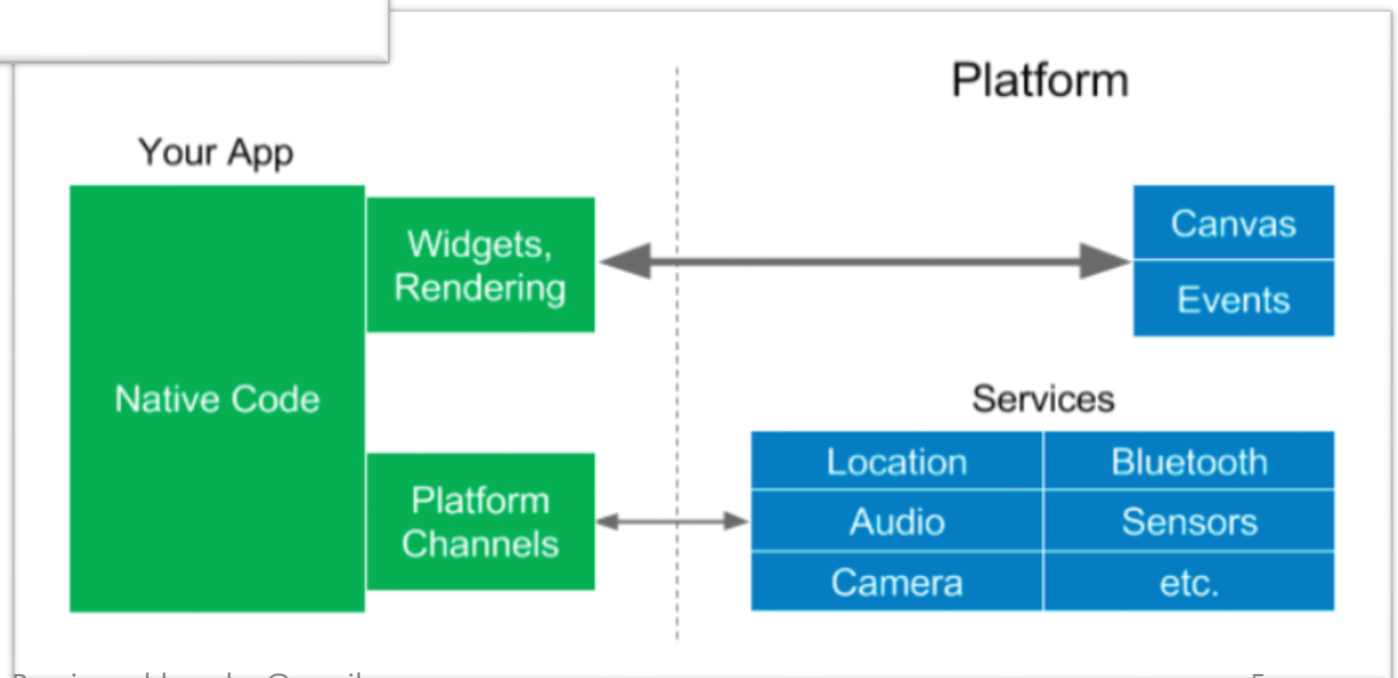 Platform
Your App
Widgets,
Rendering
Native Code
Platform
Channels
Canvas
Events
Services
Location
Bluetooth
Audio
Sensors
Camera
etc.